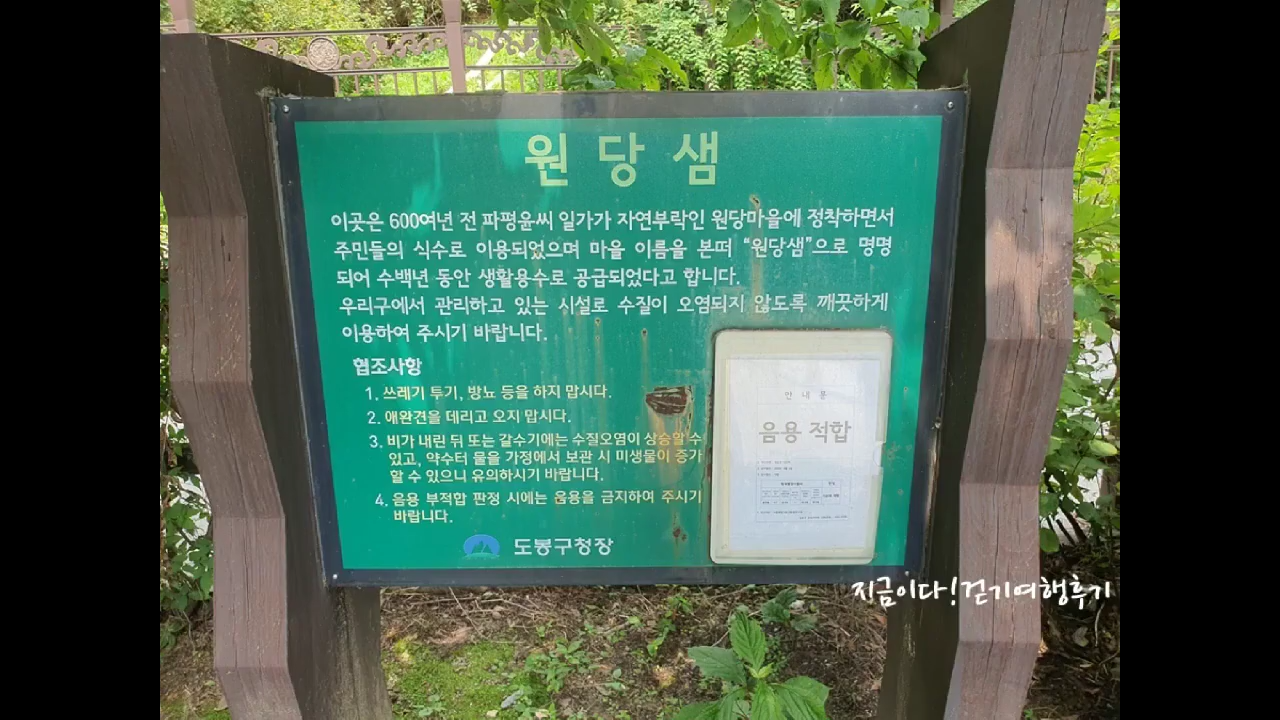 원당샘
이곳은 600여년 전 파평윤씨 일가가 자연부락인 원당마을에 정착하면서
주민들의 식수로 이용되었으며 마을 이름을 본떠 “원당샘”으로 명명
되어 수백년 동안 생활용수로 공급되었다고 합니다.
우리구에서 관리하고 있는 시설로 수질이 오염되지 않도록 깨끗하게
이용하여 주시기 바랍니다.
협조사항
1. 쓰레기 투기, 방뇨 등을 하지 맙시다.
2. 애완견을 데리고 오지 맙시다.
3. 비가 내린 뒤 또는 갈수기에는 수질오염이 상승할 수
있고, 약수터 물을 가정에서 보관 시 미생물이 증가
할 수 있으니 유의하시기 바랍니다.
4. 음용 부적합 판정 시에는 음용을 금지하여 주시기
바랍니다.
도봉구청장
안 내 문
음용 적합
지금이다!걷기여행후기